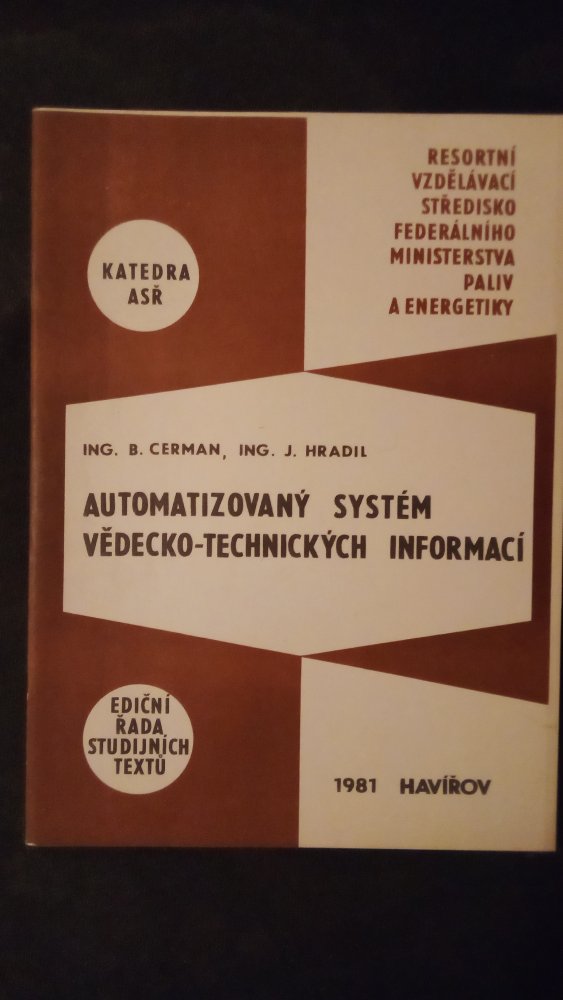 RESORTNÍ
VZDĚLÁVACÍ
STŘEDISKO
FEDERÁLNÍHO
MINISTERSTVA
PALIV
A ENERGETIKY
KATEDRA
ASŘ
ING. B. CERMAN, ING. J. HRADIL
AUTOMATIZOVANÝ SYSTÉM
VĚDECKO-TECHNICKÝCH INFORMACÍ
EDIČNÍ
ŘADA
STUDIJNÍCH
TEXTŮ
1981 HAVÍŘOV